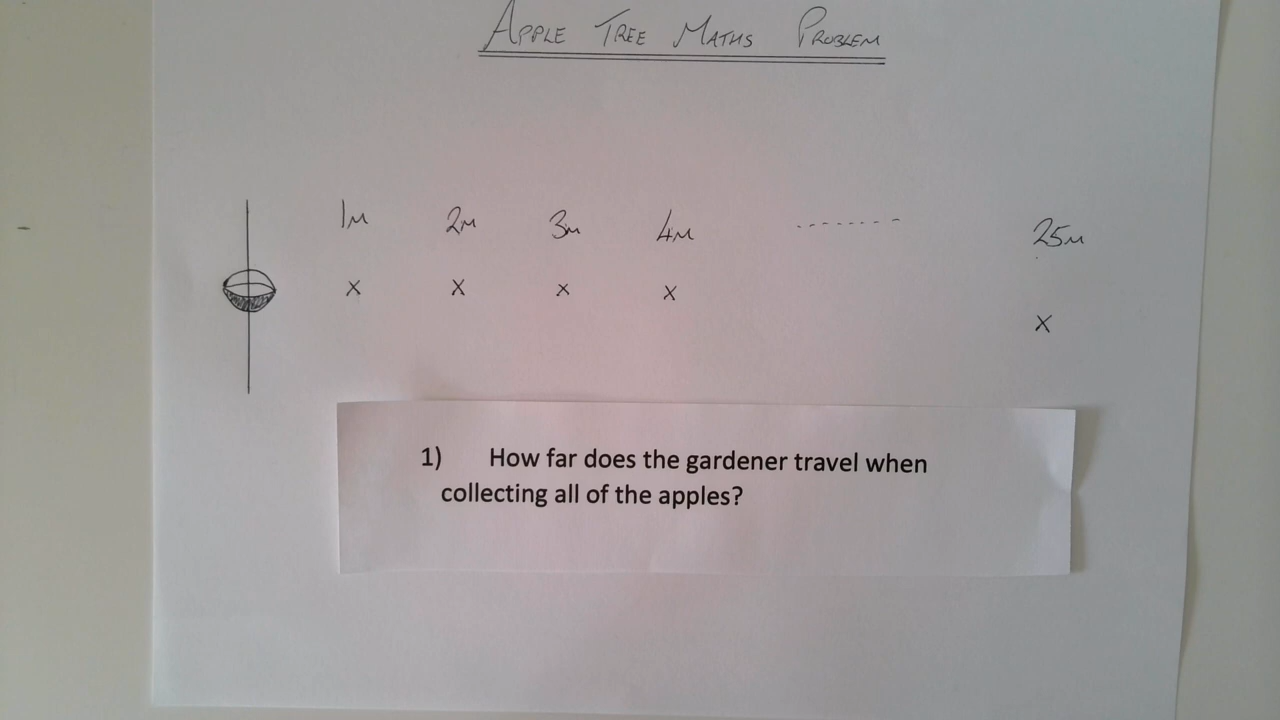 APPLE TREE MATHS PROBLEM
1M 2M 3M 4M ------- 25M
x x x x x
1) How far does the gardener travel when
collecting all of the apples?